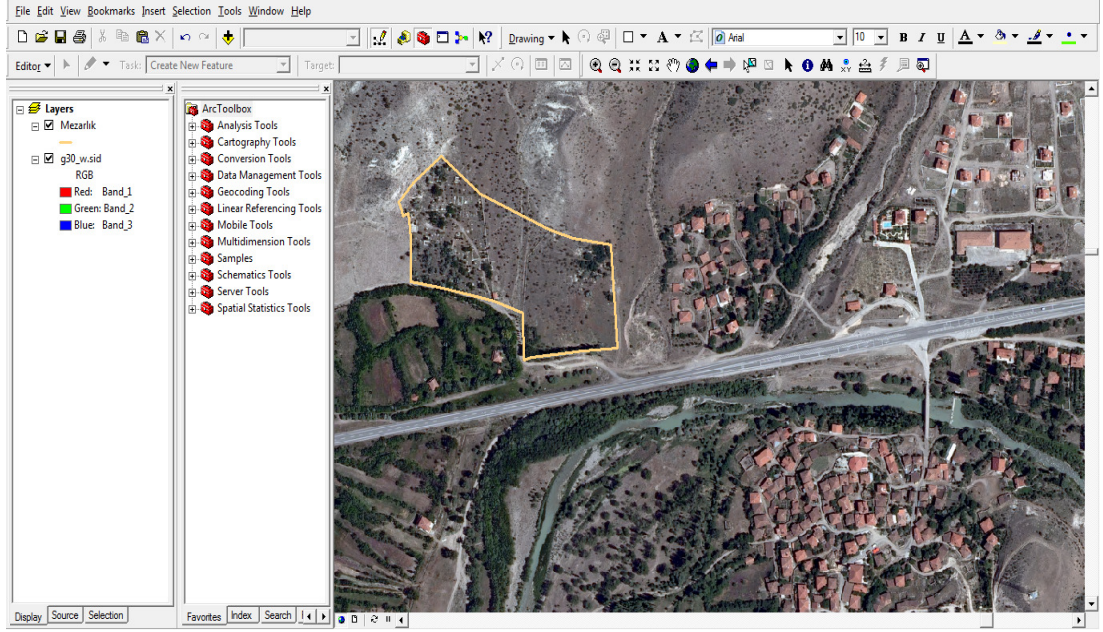 File Edit View Bookmarks Insert Selection Tools Window Help
Drawing Arial 10 B I U A
Editor Task: Create New Feature Target:
Layers
Mezarlik
g30_w.sid
RGB
Red: Band_1
Green: Band_2
Blue: Band_3
ArcToolbox
Analysis Tools
Cartography Tools
Conversion Tools
Data Management Tools
Geocoding Tools
Linear Referencing Tools
Mobile Tools
Multidimension Tools
Samples
Schematics Tools
Server Tools
Spatial Statistics Tools
Display Source Selection
Favorites Index Search